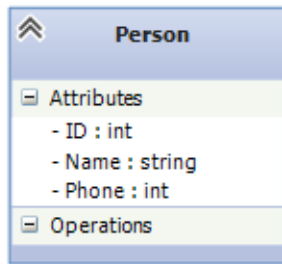 Person
Attributes
- ID : int
- Name : string
- Phone : int
Operations